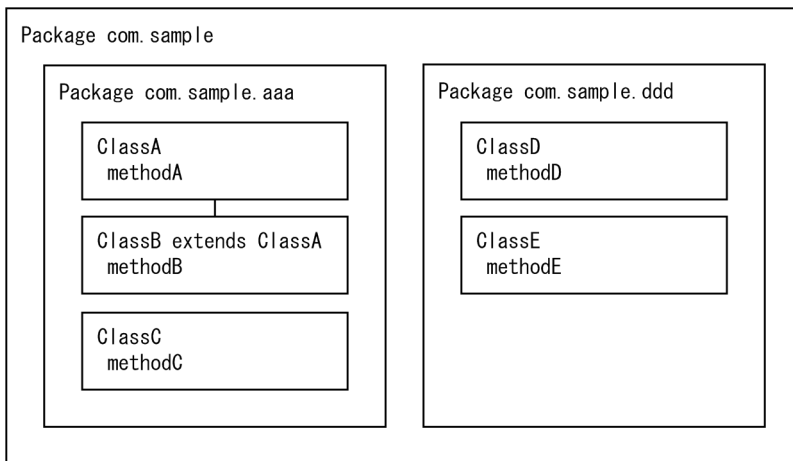 Package com.sample
Package com.sample.aaa
ClassA
methodA
ClassB extends ClassA
methodB
ClassC
methodC
Package com.sample.ddd
ClassD
methodD
ClassE
methodE